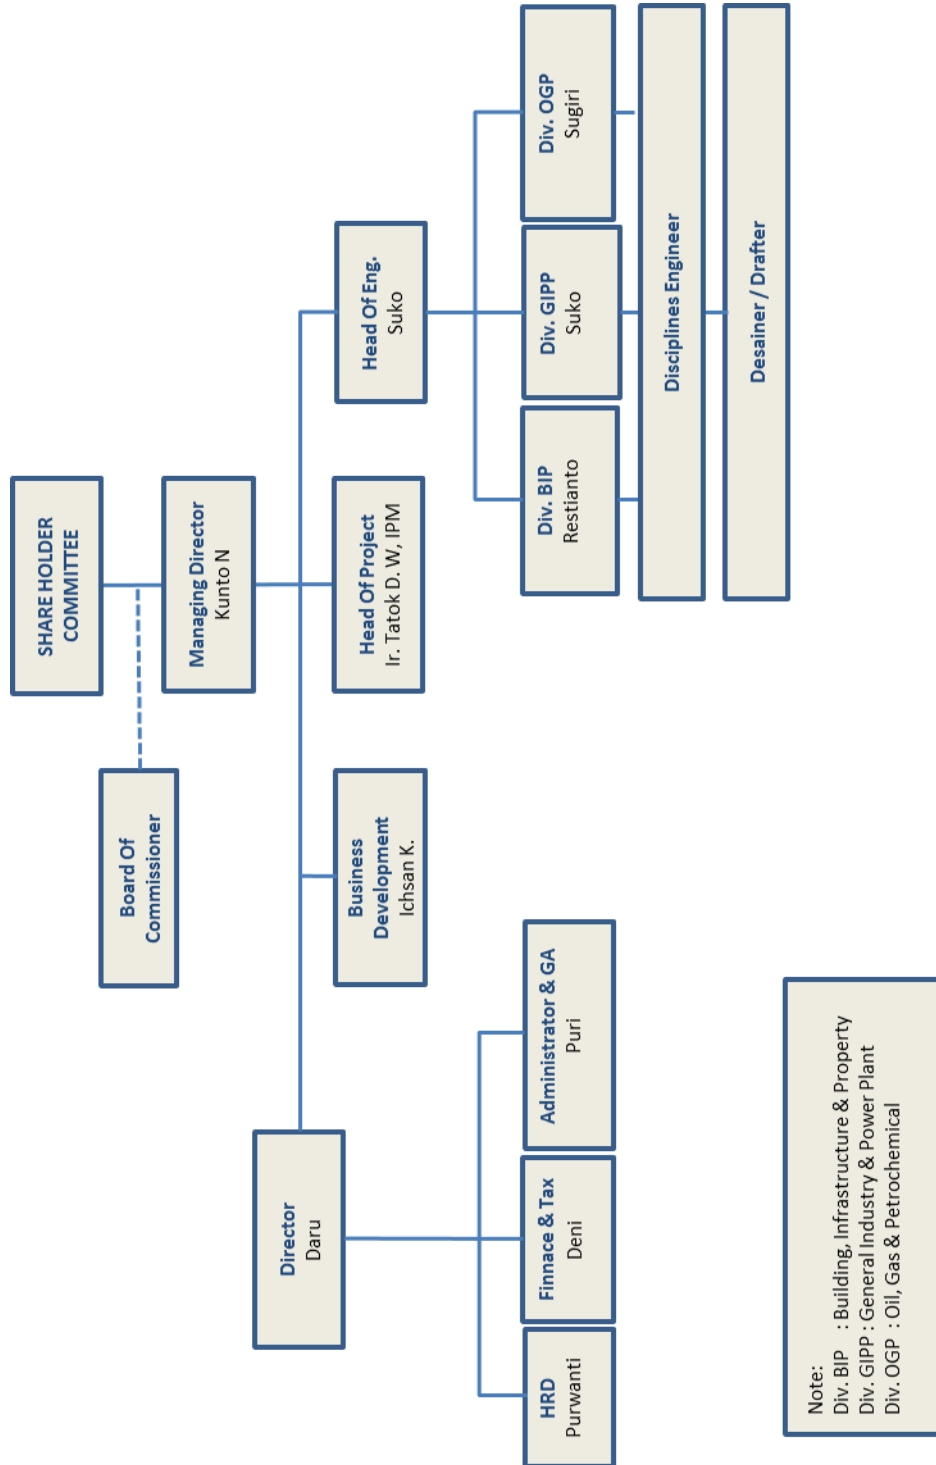 SHARE HOLDER
COMMITTEE
Board Of
Commissioner
Managing Director
Kunto N
Director
Daru
Business
Development
Ichsan K.
Head Of Project
Ir. Tatok D. W, IPM
Head Of Eng.
Suko
HRD
Purwanti
Finnace & Tax
Deni
Administrator & GA
Puri
Div. BIP
Restianto
Div. GIPP
Suko
Div. OGP
Sugiri
Disciplines Engineer
Desainer / Drafter
Note:
Div. BIP : Building, Infrastructure & Property
Div. GIPP : General Industry & Power Plant
Div. OGP : Oil, Gas & Petrochemical